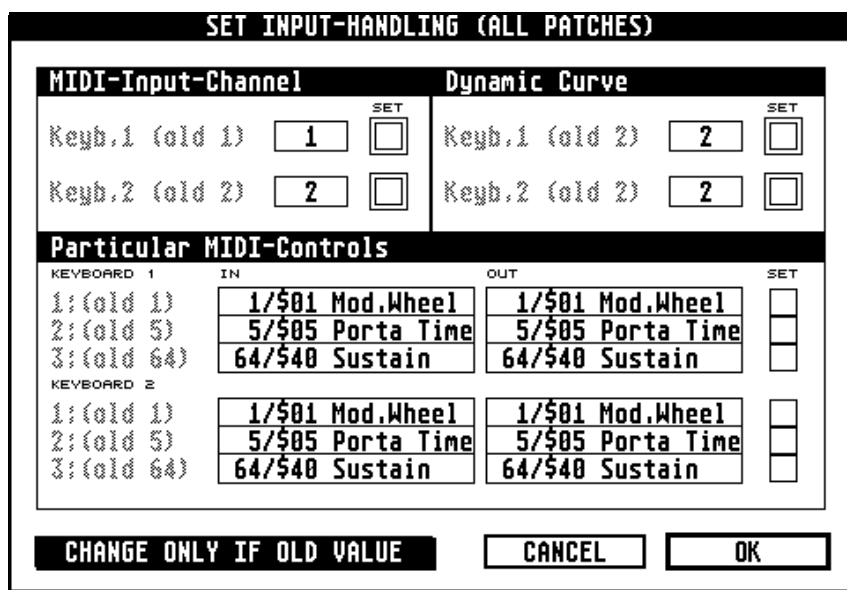 SET INPUT-HANDLING (ALL PATCHES)
MIDI-Input-Channel
SET
Keyb.1 (old 1) 1
Keyb.2 (old 2) 2
Dynamic Curve
SET
Keyb.1 (old 2) 2
Keyb.2 (old 2) 2
Particular MIDI-Controls
KEYBOARD 1 IN OUT SET
1:(old 1) 1/$01 Mod.Wheel 1/$01 Mod.Wheel
2:(old 5) 5/$05 Porta Time 5/$05 Porta Time
3:(old 64) 64/$40 Sustain 64/$40 Sustain
KEYBOARD 2
1:(old 1) 1/$01 Mod.Wheel 1/$01 Mod.Wheel
2:(old 5) 5/$05 Porta Time 5/$05 Porta Time
3:(old 64) 64/$40 Sustain 64/$40 Sustain
CHANGE ONLY IF OLD VALUE CANCEL OK